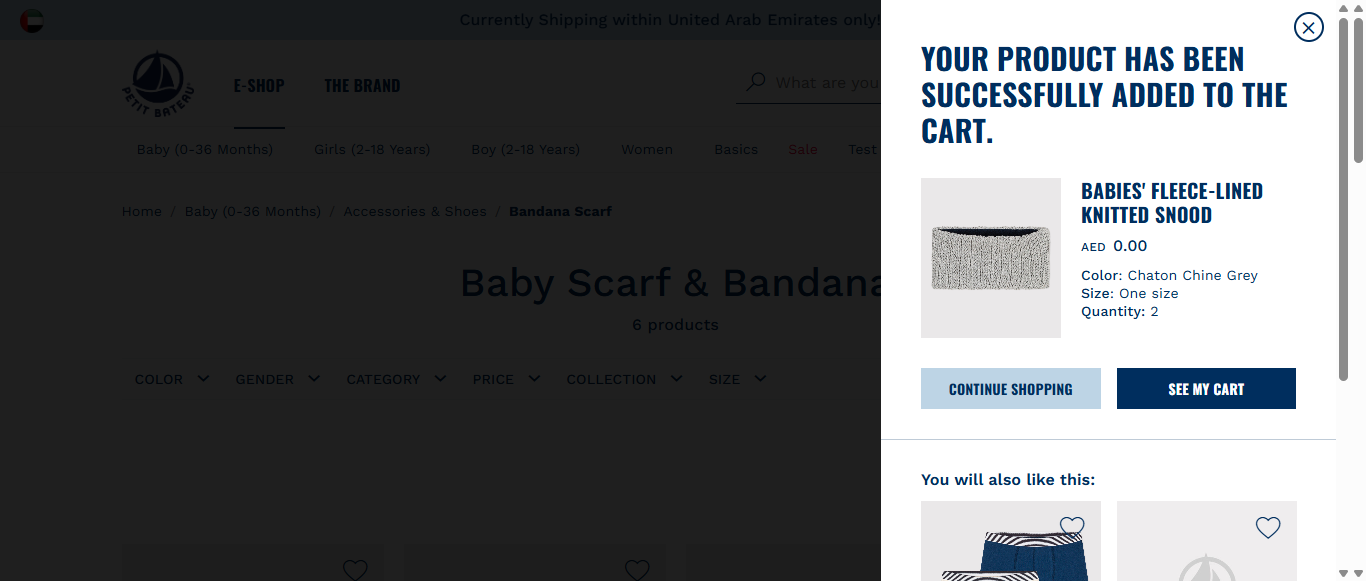 Currently Shipping within United Arab Emirates only!
PETIT BATEAU
E-SHOP
THE BRAND
What are you
Baby (0-36 Months)
Girls (2-18 Years)
Boy (2-18 Years)
Women
Basics
Sale
Test
Home / Baby (0-36 Months) / Accessories & Shoes / Bandana Scarf
Baby Scarf & Bandana
6 products
COLOR
GENDER
CATEGORY
PRICE
COLLECTION
SIZE
YOUR PRODUCT HAS BEEN
SUCCESSFULLY ADDED TO THE
CART.
BABIES' FLEECE-LINED
KNITTED SNOOD
AED 0.00
Color: Chaton Chine Grey
Size: One size
Quantity: 2
CONTINUE SHOPPING
SEE MY CART
You will also like this: